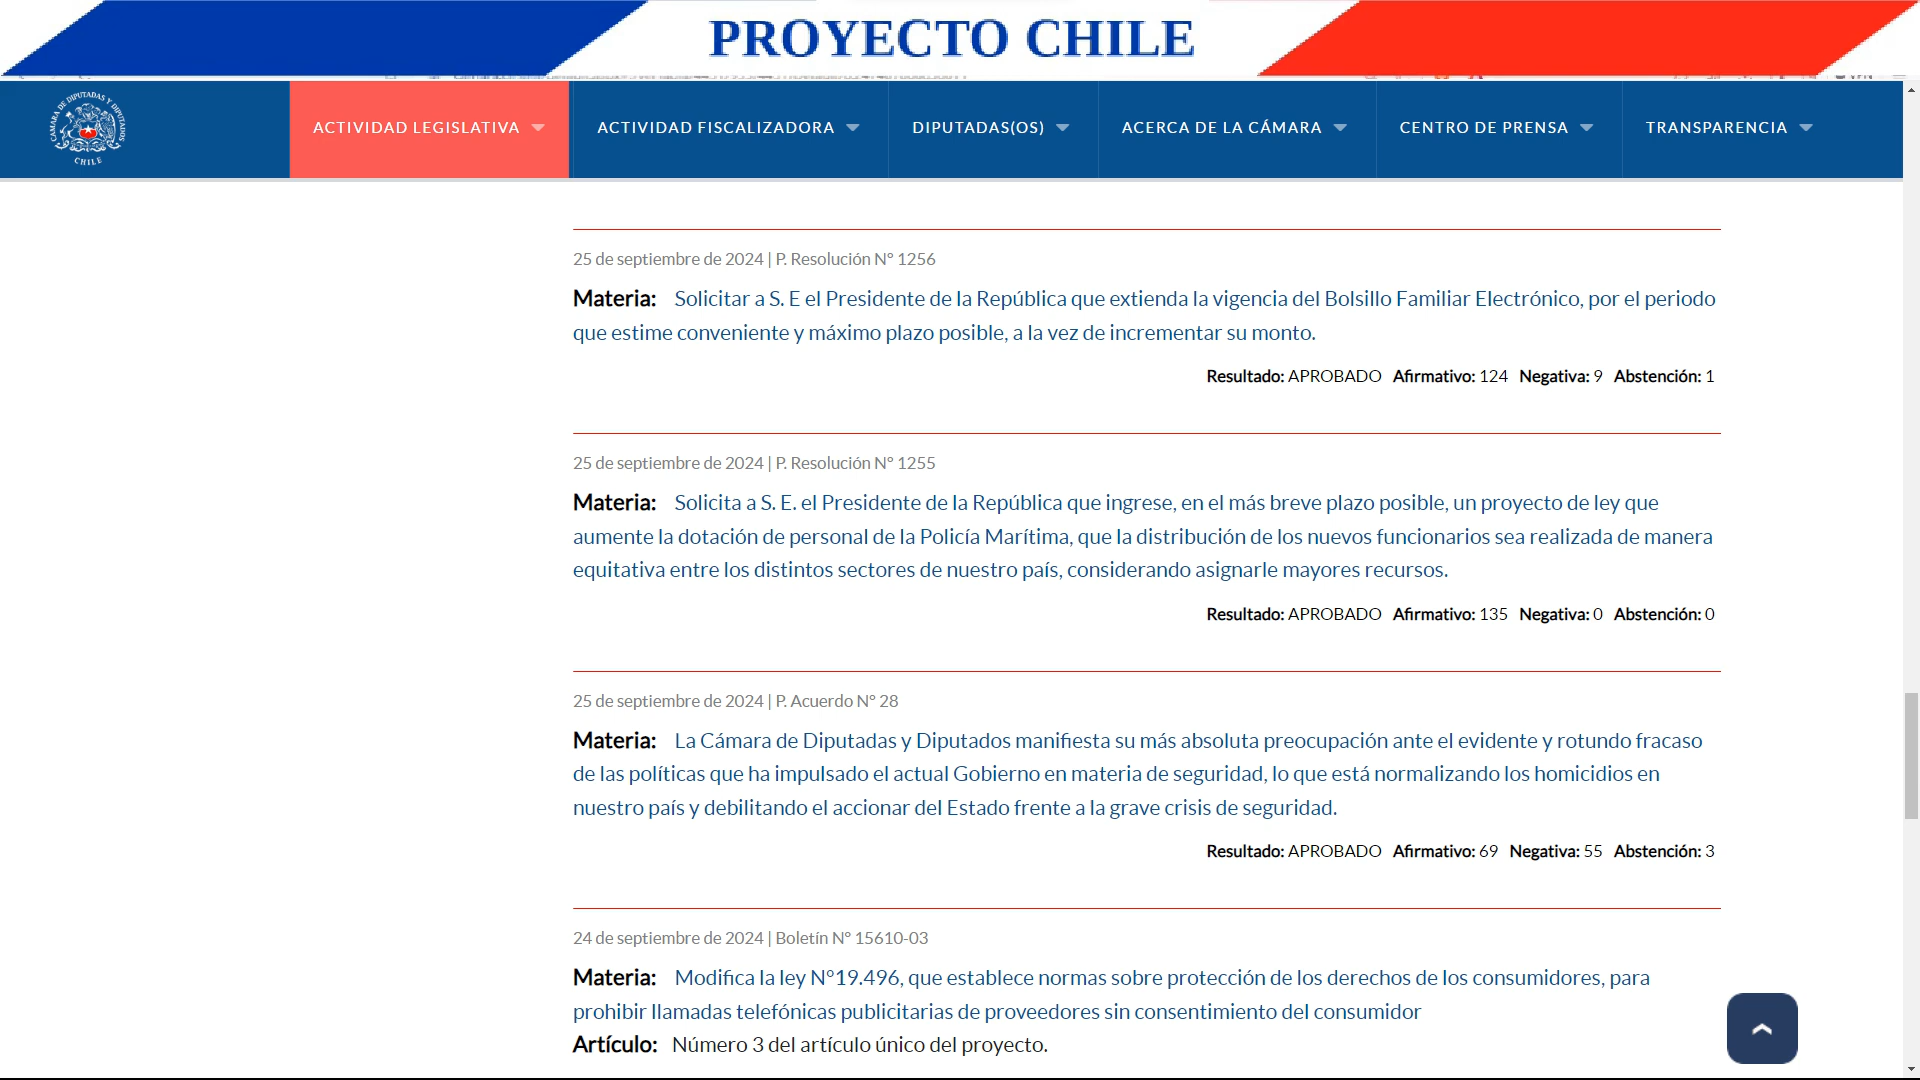 PROYECTO CHILE
CÁMARA DE DIPUTADAS Y DIPUTADOS
CHILE
ACTIVIDAD LEGISLATIVA
ACTIVIDAD FISCALIZADORA
DIPUTADAS(OS)
ACERCA DE LA CÁMARA
CENTRO DE PRENSA
TRANSPARENCIA
25 de septiembre de 2024 | P. Resolución N° 1256
Materia: Solicitar a S. E el Presidente de la República que extienda la vigencia del Bolsillo Familiar Electrónico, por el periodo
que estime conveniente y máximo plazo posible, a la vez de incrementar su monto.
Resultado: APROBADO Afirmativo: 124 Negativa: 9 Abstención: 1
25 de septiembre de 2024 | P. Resolución N° 1255
Materia: Solicita a S. E. el Presidente de la República que ingrese, en el más breve plazo posible, un proyecto de ley que
aumente la dotación de personal de la Policía Marítima, que la distribución de los nuevos funcionarios sea realizada de manera
equitativa entre los distintos sectores de nuestro país, considerando asignarle mayores recursos.
Resultado: APROBADO Afirmativo: 135 Negativa: 0 Abstención: 0
25 de septiembre de 2024 | P. Acuerdo N° 28
Materia: La Cámara de Diputadas y Diputados manifiesta su más absoluta preocupación ante el evidente y rotundo fracaso
de las políticas que ha impulsado el actual Gobierno en materia de seguridad, lo que está normalizando los homicidios en
nuestro país y debilitando el accionar del Estado frente a la grave crisis de seguridad.
Resultado: APROBADO Afirmativo: 69 Negativa: 55 Abstención: 3
24 de septiembre de 2024 | Boletín N° 15610-03
Materia: Modifica la ley N°19.496, que establece normas sobre protección de los derechos de los consumidores, para
prohibir llamadas telefónicas publicitarias de proveedores sin consentimiento del consumidor
Artículo: Número 3 del artículo único del proyecto.